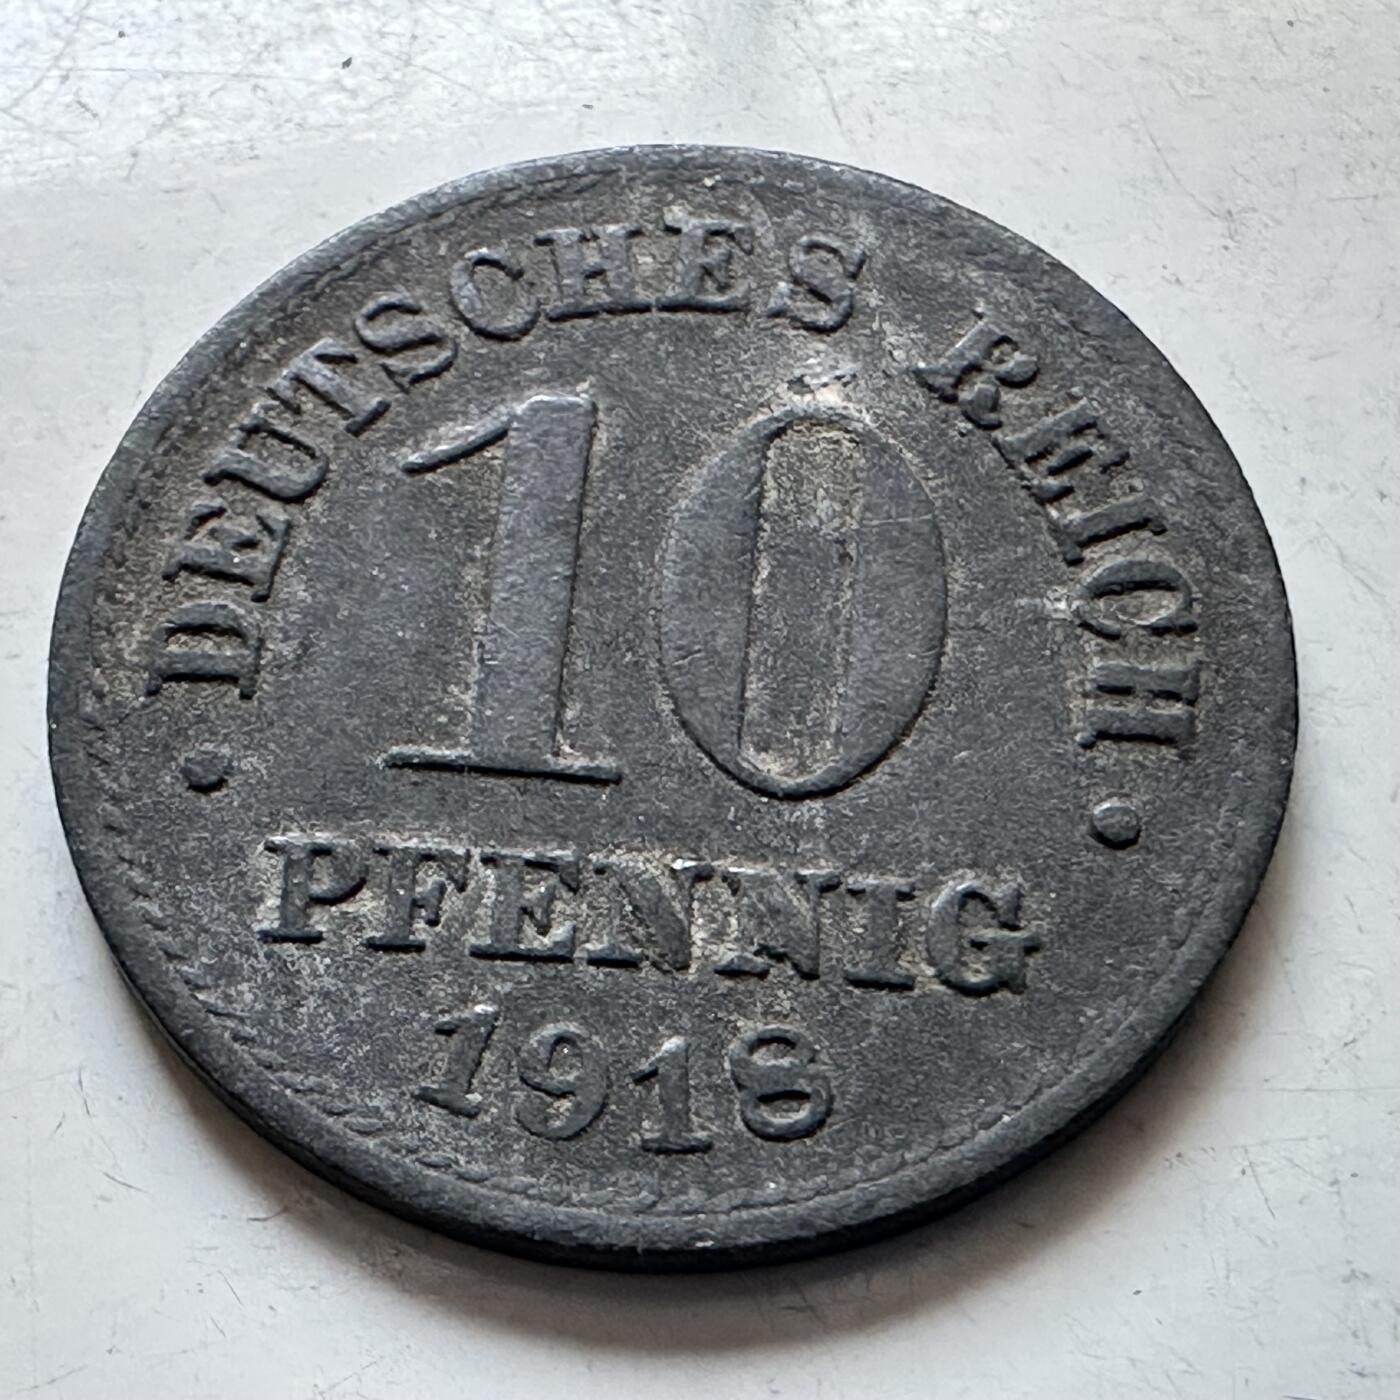 DEUTSCHES REICH
10
PFENNIG
1918